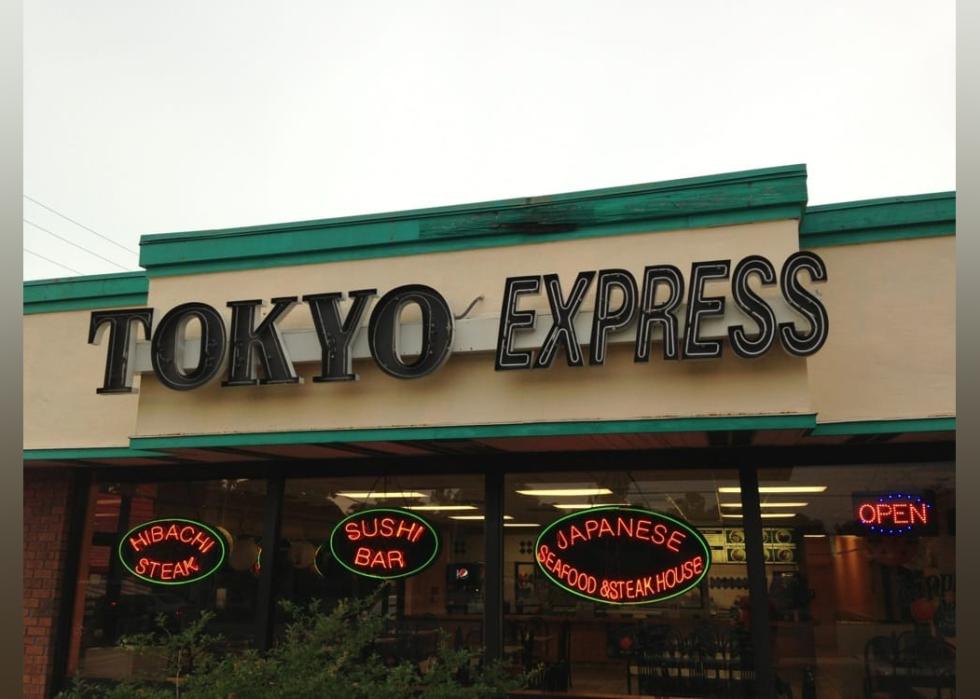 TOKYO EXPRESS
HIBACHI
STEAK
SUSHI
BAR
JAPANESE
SEAFOOD & STEAK HOUSE
OPEN